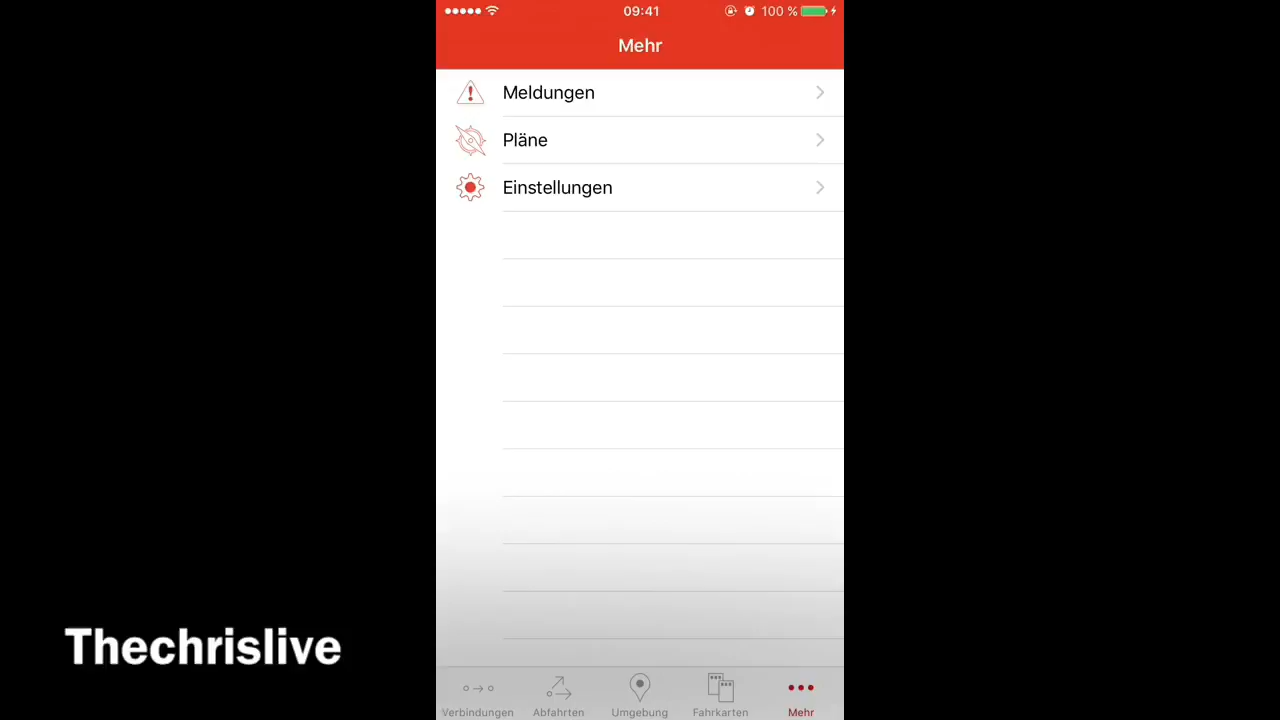 09:41
100 %
Mehr
Meldungen
Pläne
Einstellungen
Thechrislive
Verbindungen
Abfahrten
Umgebung
Fahrkarten
Mehr